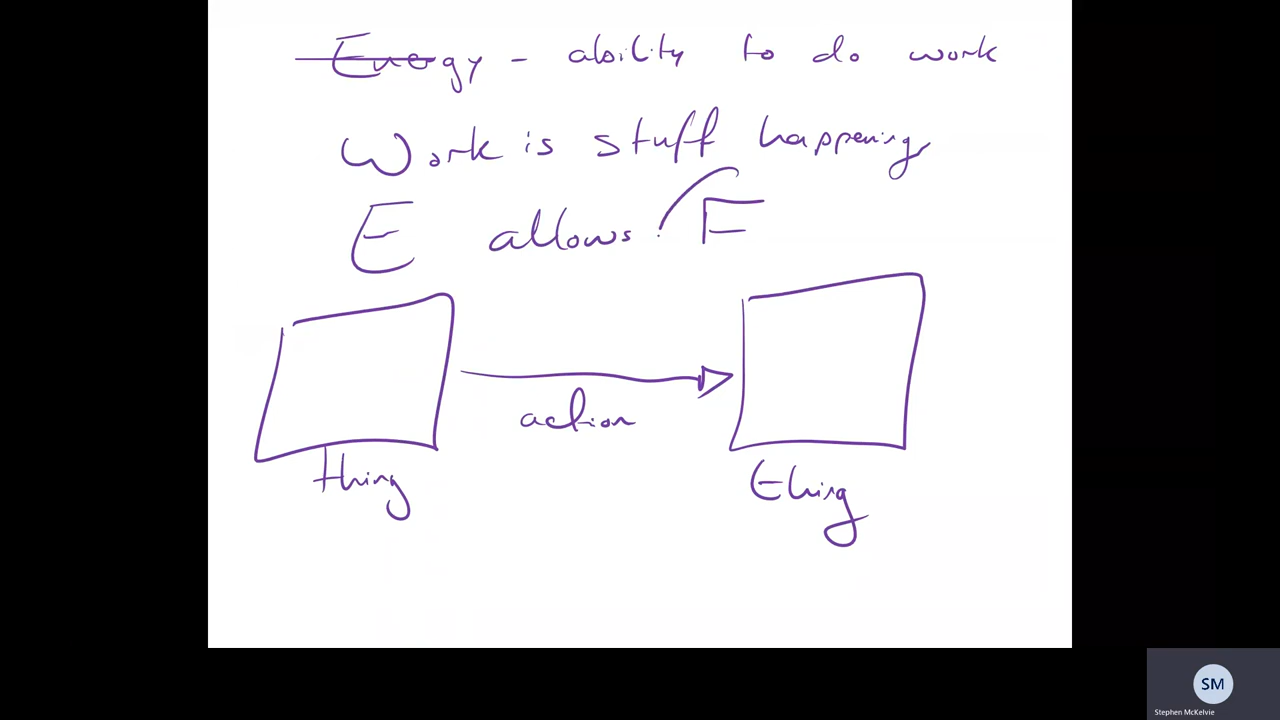 Energy - ability to do work
Work is stuff happening
E allows F
action
thing
thing
SM
Stephen McKelvie